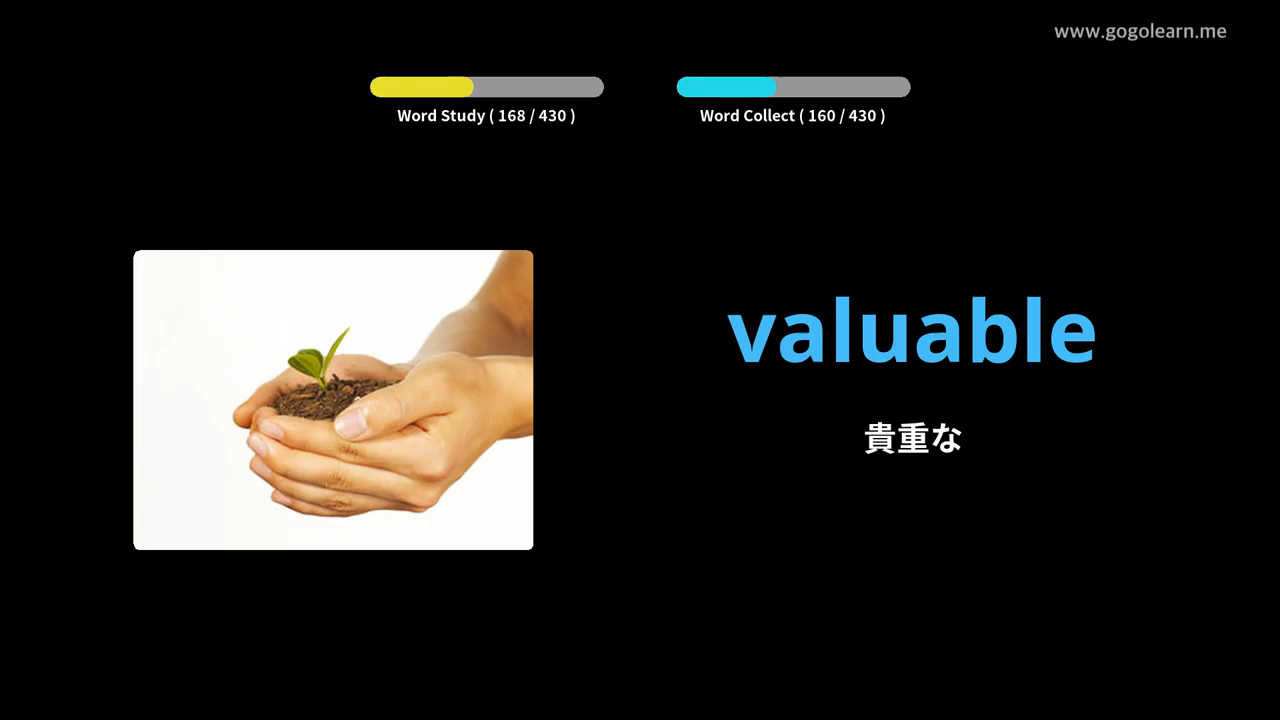 www.gogolearn.me
Word Study ( 168 / 430 )
Word Collect ( 160 / 430 )
valuable
貴重な